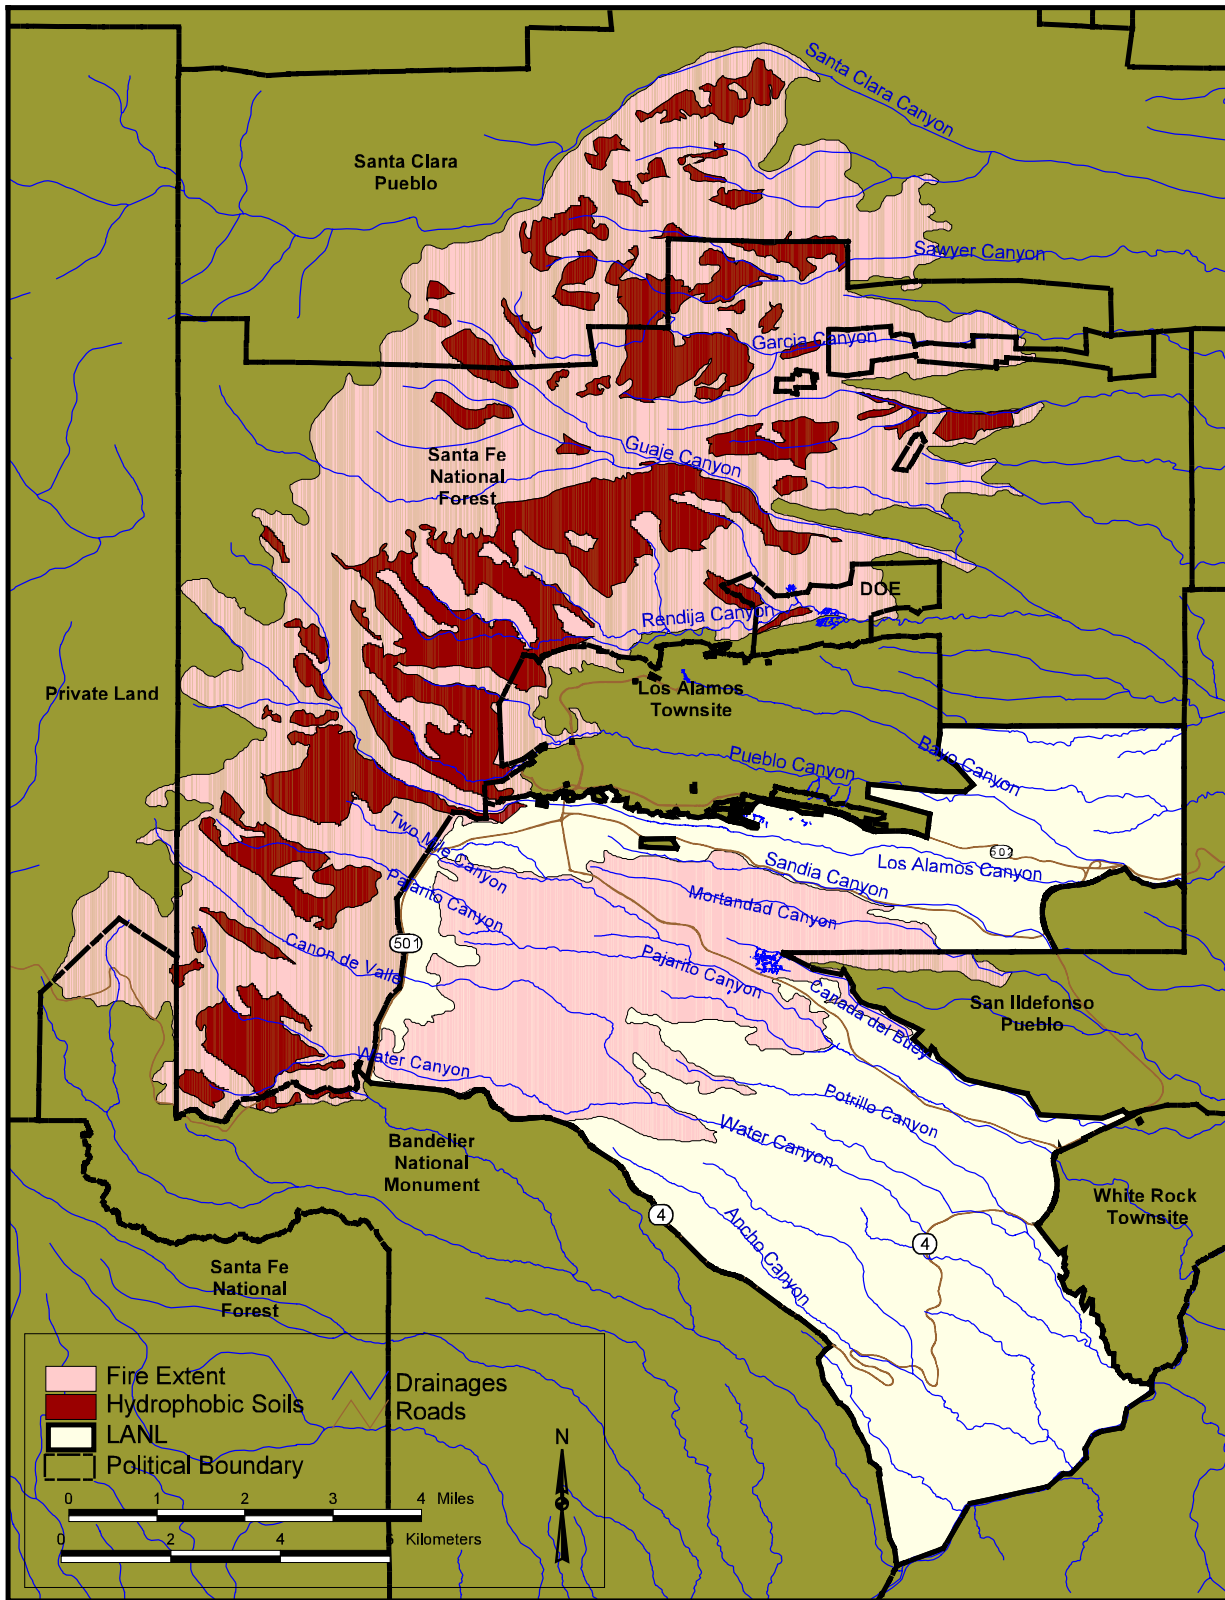 Santa Clara Canyon
Santa Clara
Pueblo
Sawyer Canyon
Garcia Canyon
Guaje Canyon
Santa Fe
National
Forest
DOE
Rendija Canyon
Private Land
Los Alamos
Townsite
Bayo Canyon
Pueblo Canyon
Two Mile Canyon
502
Los Alamos Canyon
Sandia Canyon
Pajarito Canyon
Mortandad Canyon
501
Canon de Valle
Pajarito Canyon
Canada del Buey
San Ildefonso
Pueblo
Water Canyon
Potrillo Canyon
Water Canyon
Bandelier
National
Monument
White Rock
Townsite
4
Ancho Canyon
4
Santa Fe
National
Forest
Fire Extent
Hydrophobic Soils
LANL
Political Boundary
Drainages
Roads
N
0 1 2 3 4 Miles
0 2 4 6 Kilometers